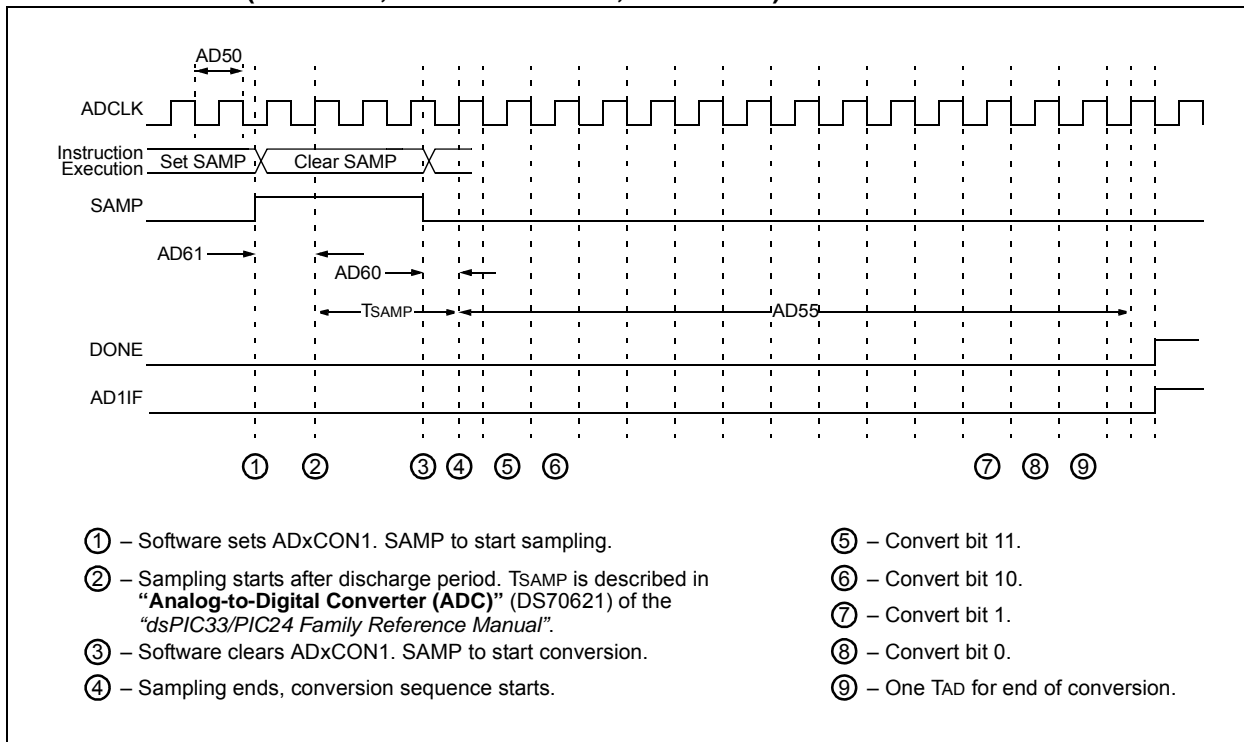 AD50
ADCLK
Instruction
Execution
Set SAMP
Clear SAMP
SAMP
AD61
AD60
TSAMP
AD55
DONE
AD1IF
① ② ③ ④ ⑤ ⑥ ⑦ ⑧ ⑨
① – Software sets ADxCON1. SAMP to start sampling.
② – Sampling starts after discharge period. TSAMP is described in
“Analog-to-Digital Converter (ADC)” (DS70621) of the
“dsPIC33/PIC24 Family Reference Manual”.
③ – Software clears ADxCON1. SAMP to start conversion.
④ – Sampling ends, conversion sequence starts.
⑤ – Convert bit 11.
⑥ – Convert bit 10.
⑦ – Convert bit 1.
⑧ – Convert bit 0.
⑨ – One TAD for end of conversion.